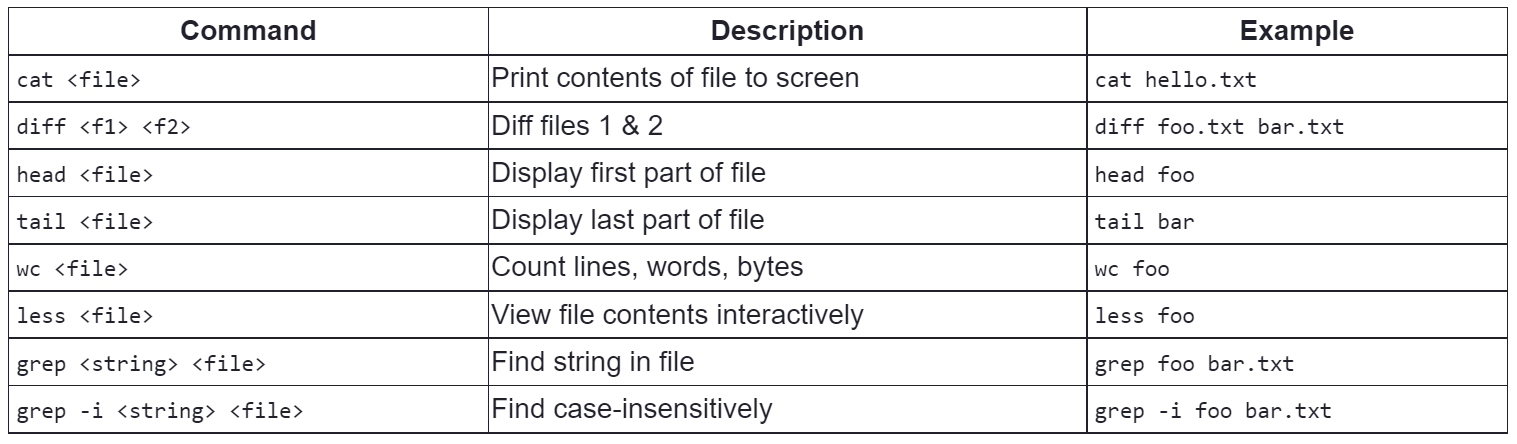 Command Description Example
cat <file> Print contents of file to screen cat hello.txt
diff <f1> <f2> Diff files 1 & 2 diff foo.txt bar.txt
head <file> Display first part of file head foo
tail <file> Display last part of file tail bar
wc <file> Count lines, words, bytes wc foo
less <file> View file contents interactively less foo
grep <string> <file> Find string in file grep foo bar.txt
grep -i <string> <file> Find case-insensitively grep -i foo bar.txt